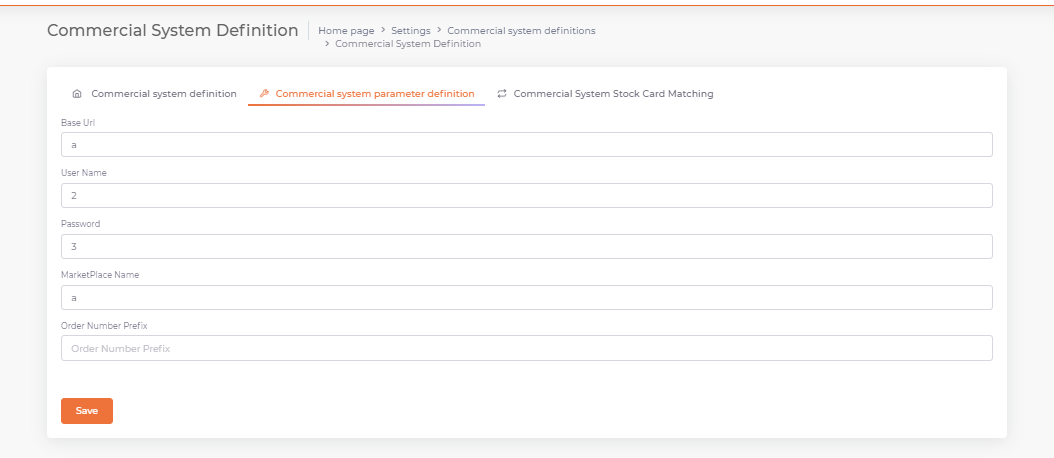 Commercial System Definition
Home page > Settings > Commercial system definitions
> Commercial System Definition
Commercial system definition
Commercial system parameter definition
Commercial System Stock Card Matching
Base Url
a
User Name
2
Password
3
MarketPlace Name
a
Order Number Prefix
Order Number Prefix
Save